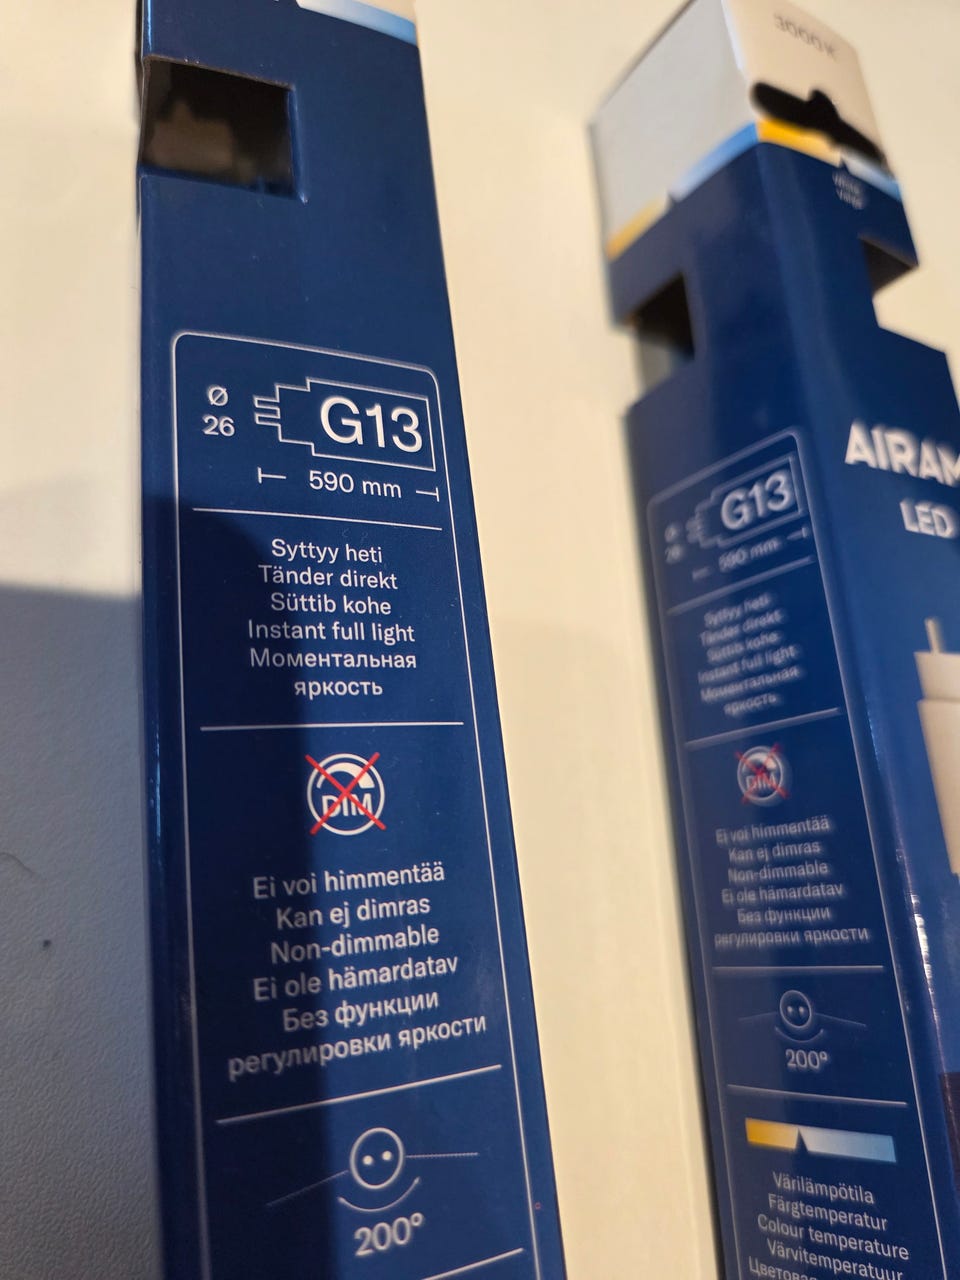 Ø
26
G13
590 mm
Syttyy heti
Tänder direkt
Süttib kohe
Instant full light
Моментальная
яркость
DIM
Ei voi himmentää
Kan ej dimras
Non-dimmable
Ei ole hämardatav
Без функции
регулировки яркости
200°
3000 K
White
AIRAM
LED
Ø
26
G13
590 mm
Syttyy heti
Tänder direkt
Süttib kohe
Instant full light
Моментальная
яркость
DIM
Ei voi himmentää
Kan ej dimras
Non-dimmable
Ei ole hämardatav
Без функции
регулировки яркости
200°
Värilämpötila
Färgtemperatur
Colour temperature
Värvitemperatuur